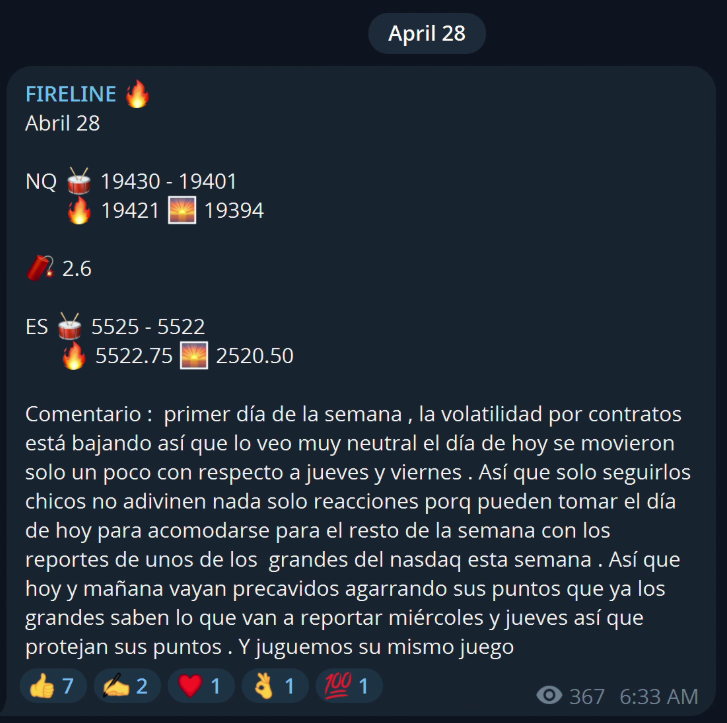 April 28
FIRELINE 🔥
Abril 28
NQ 🥁 19430 - 19401
🔥 19421 🌅 19394
🧨 2.6
ES 🥁 5525 - 5522
🔥 5522.75 🌅 2520.50
Comentario :  primer día de la semana , la volatilidad por contratos
está bajando así que lo veo muy neutral el día de hoy se movieron
solo un poco con respecto a jueves y viernes . Así que solo seguirlos
chicos no adivinen nada solo reacciones porq pueden tomar el día
de hoy para acomodarse para el resto de la semana con los
reportes de unos de los  grandes del nasdaq esta semana . Así que
hoy y mañana vayan precavidos agarrando sus puntos que ya los
grandes saben lo que van a reportar miércoles y jueves así que
protejan sus puntos . Y juguemos su mismo juego
👍 7 ✍️ 2 ❤️ 1 👌 1 💯 1 367 6:33 AM